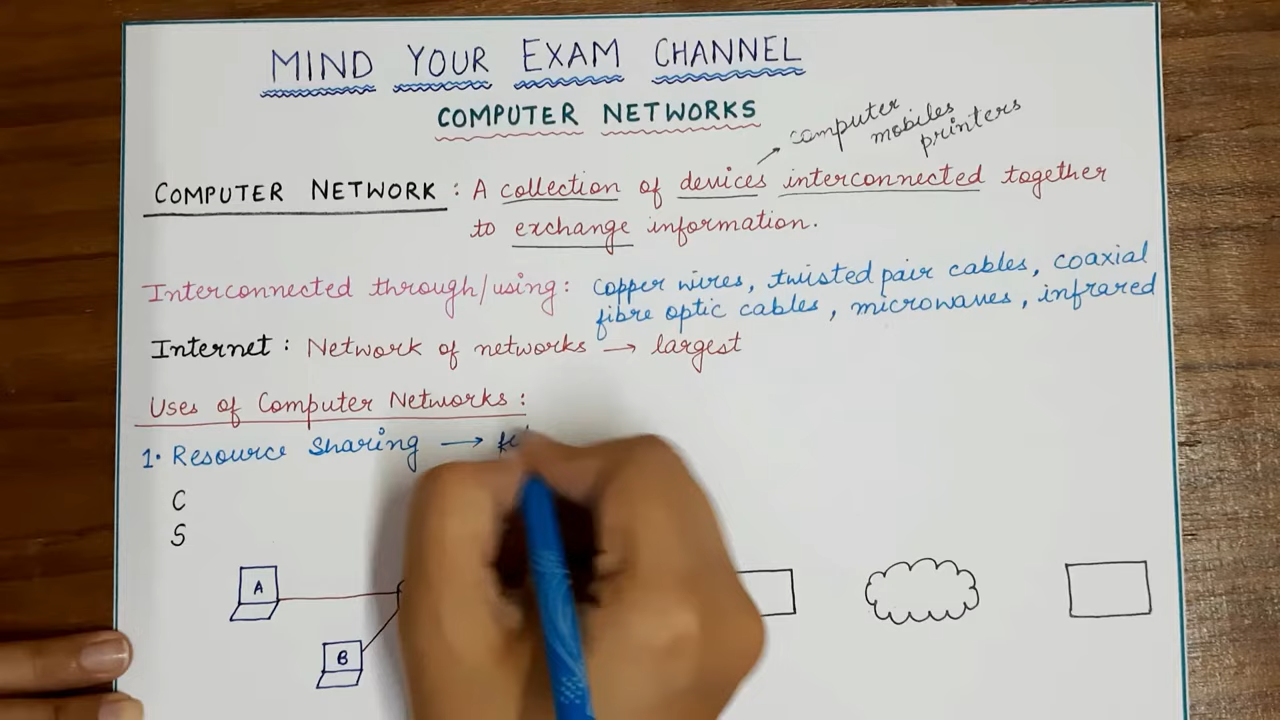 MIND YOUR EXAM CHANNEL
COMPUTER NETWORKS
computer
mobiles
printers
COMPUTER NETWORK : A collection of devices interconnected together
to exchange information.
Interconnected through/using: copper wires, twisted pair cables, coaxial
fibre optic cables, microwaves, infrared
Internet : Network of networks → largest
Uses of Computer Networks :
1. Resource Sharing →
C
S
A
B